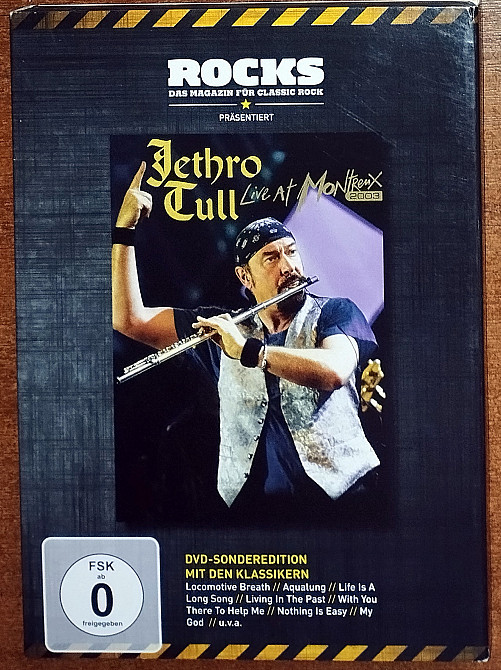 ROCKS
DAS MAGAZIN FÜR CLASSIC ROCK
PRÄSENTIERT
Jethro
Tull
Live At Montreux
2003
FSK
ab
0
freigegeben
DVD-SONDEREDITION
MIT DEN KLASSIKERN
Locomotive Breath // Aqualung // Life Is A
Long Song // Living In The Past // With You
There To Help Me // Nothing Is Easy // My
God // u.v.a.